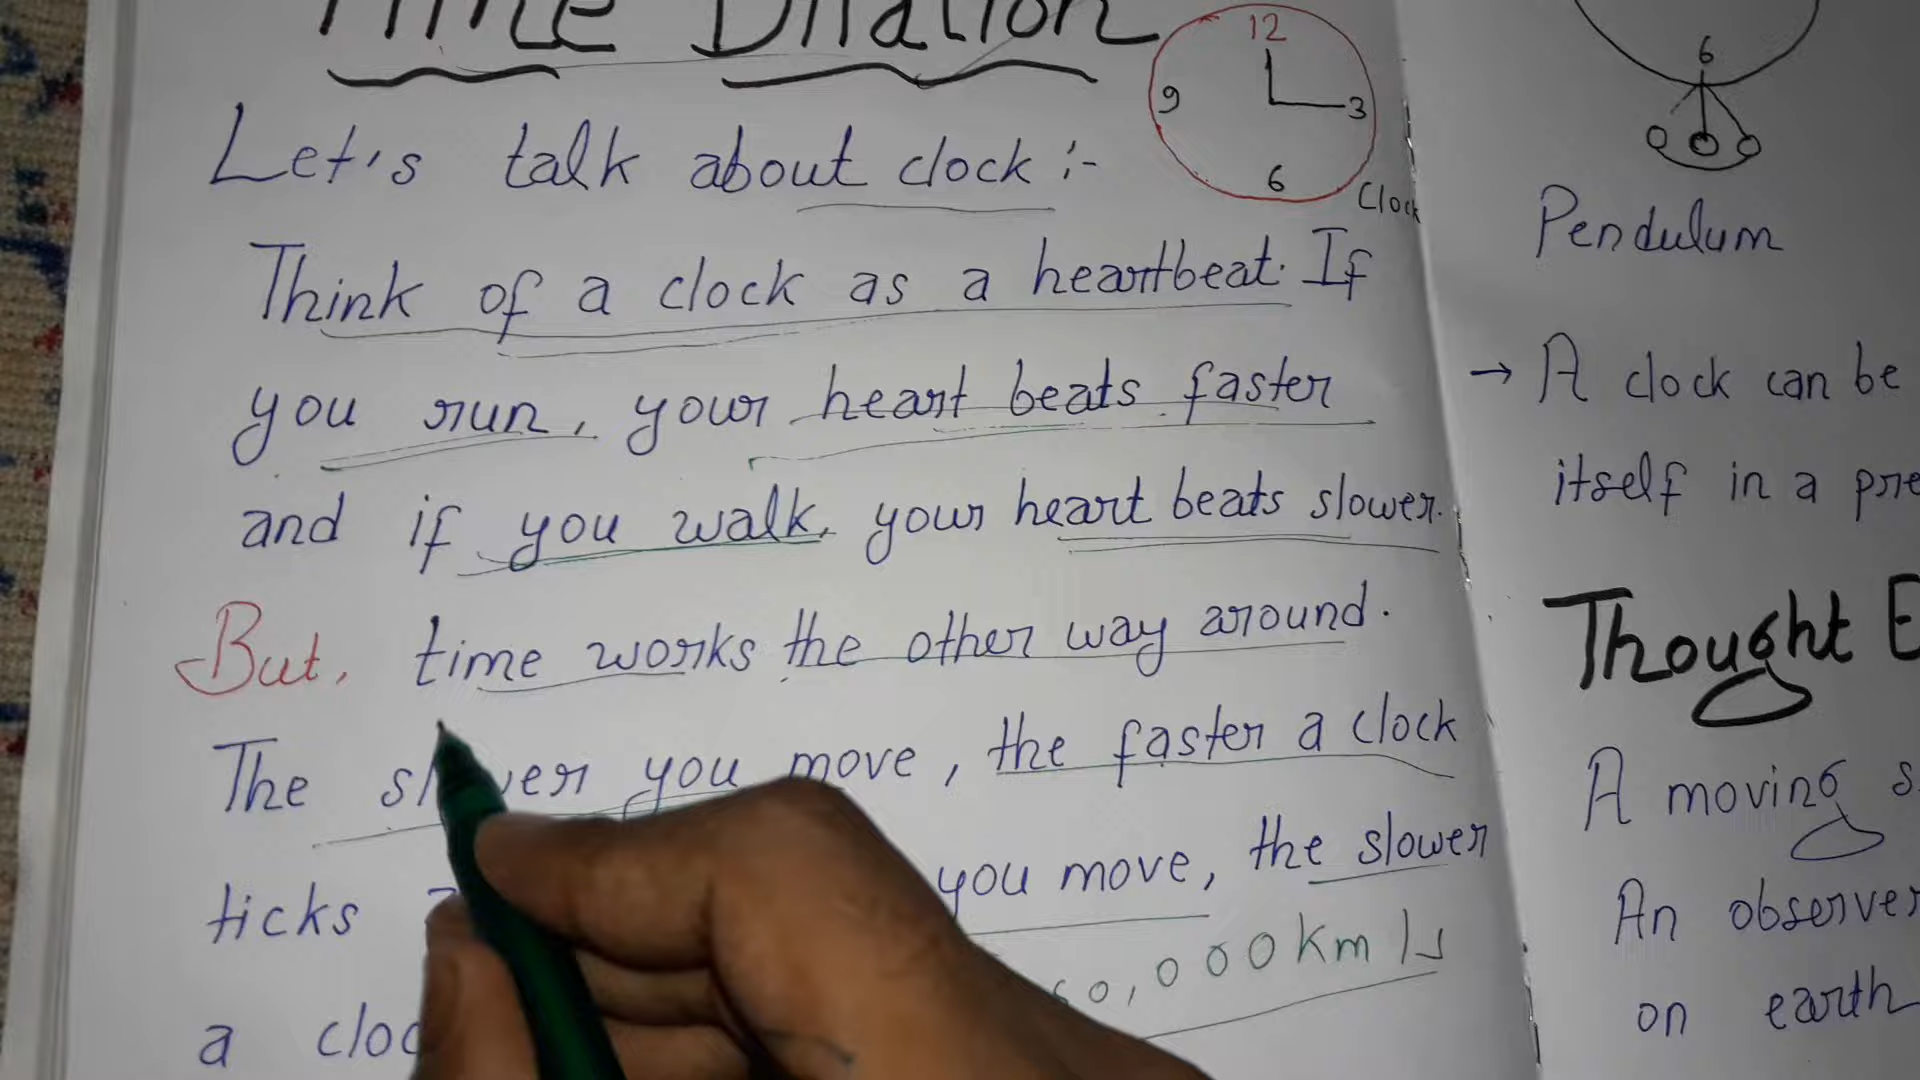 Time Dilation
12
9
3
6
Clock
Let's talk about clock :-
Think of a clock as a heartbeat. If
you run, your heart beats faster
and if you walk, your heart beats slower.
But, time works the other way around.
The slower you move, the faster a clock
ticks you move, the slower
0,000 km/s
a
6
Pendulum
→ A clock can be
itself in a
Thought
A moving
An observer
on earth